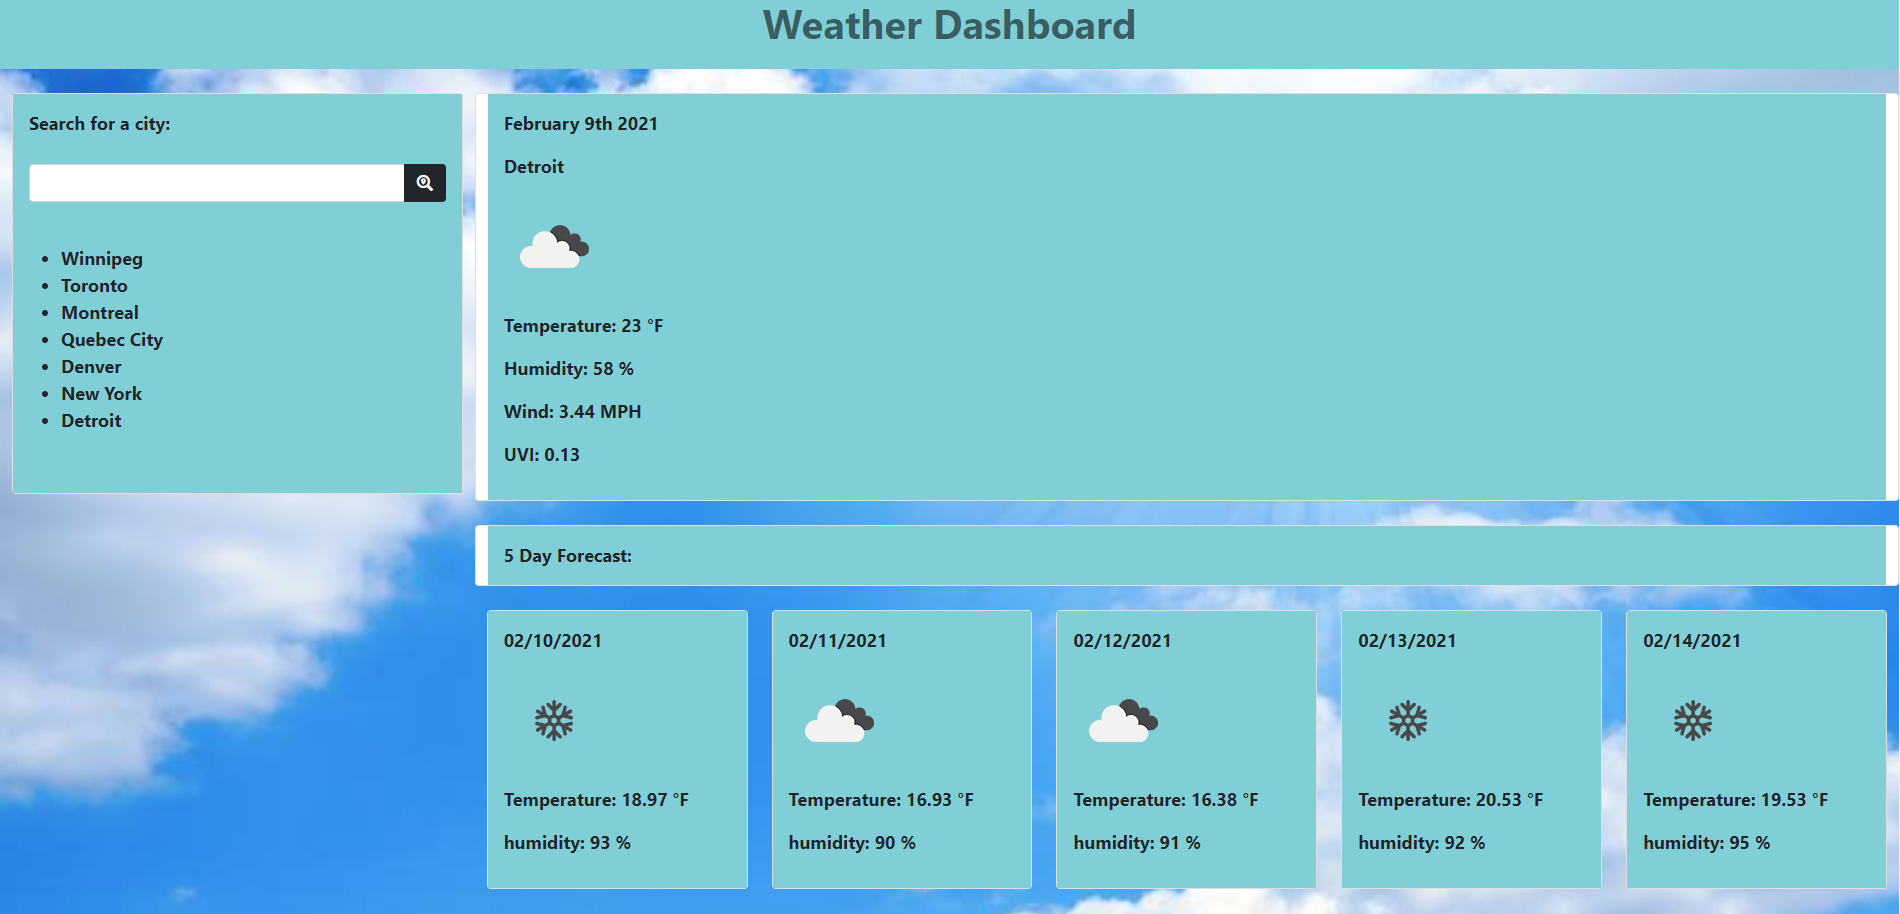 Weather Dashboard
Search for a city:
Winnipeg
Toronto
Montreal
Quebec City
Denver
New York
Detroit
February 9th 2021
Detroit
Temperature: 23 °F
Humidity: 58 %
Wind: 3.44 MPH
UVI: 0.13
5 Day Forecast:
02/10/2021
Temperature: 18.97 °F
humidity: 93 %
02/11/2021
Temperature: 16.93 °F
humidity: 90 %
02/12/2021
Temperature: 16.38 °F
humidity: 91 %
02/13/2021
Temperature: 20.53 °F
humidity: 92 %
02/14/2021
Temperature: 19.53 °F
humidity: 95 %